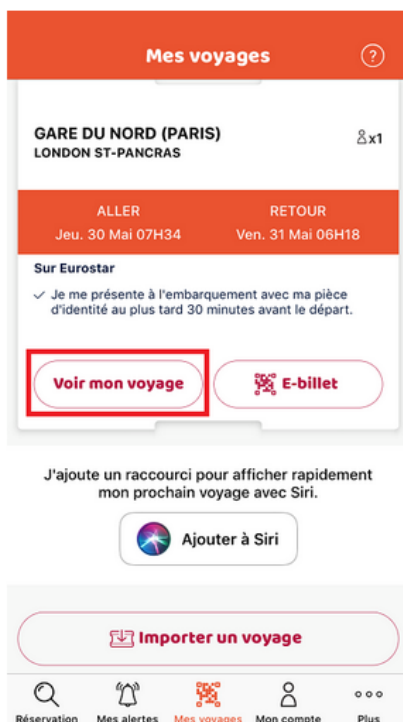 Mes voyages
?
GARE DU NORD (PARIS)
x1
LONDON ST-PANCRAS
ALLER
RETOUR
Jeu. 30 Mai 07H34
Ven. 31 Mai 06H18
Sur Eurostar
Je me présente à l'embarquement avec ma pièce
d'identité au plus tard 30 minutes avant le départ.
Voir mon voyage
E-billet
J'ajoute un raccourci pour afficher rapidement
mon prochain voyage avec Siri.
Ajouter à Siri
Importer un voyage
Réservation
Mes alertes
Mes voyages
Mon compte
Plus